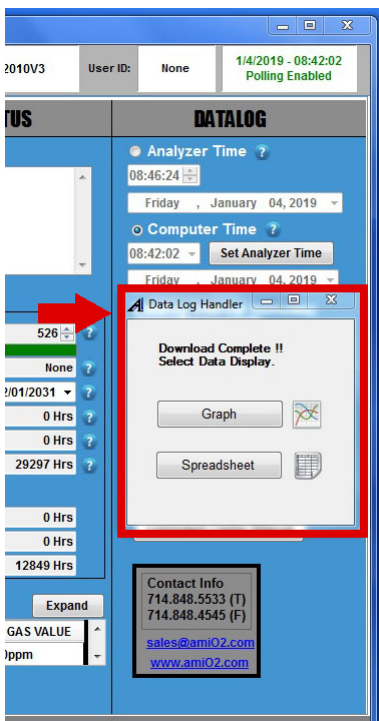 2010V3 User ID: None 1/4/2019 - 08:42:02
Polling Enabled
TUS
DATALOG
Analyzer Time ?
08:46:24
Friday , January 04, 2019
Computer Time ?
08:42:02 Set Analyzer Time
Friday , January 04, 2019
Data Log Handler
Download Complete !!
Select Data Display.
Graph
Spreadsheet
526 ?
None ?
2/01/2031 ?
0 Hrs ?
0 Hrs ?
29297 Hrs ?
0 Hrs
0 Hrs
12849 Hrs
Expand
GAS VALUE
0ppm
Contact Info
714.848.5533 (T)
714.848.4545 (F)
sales@amiO2.com
www.amiO2.com